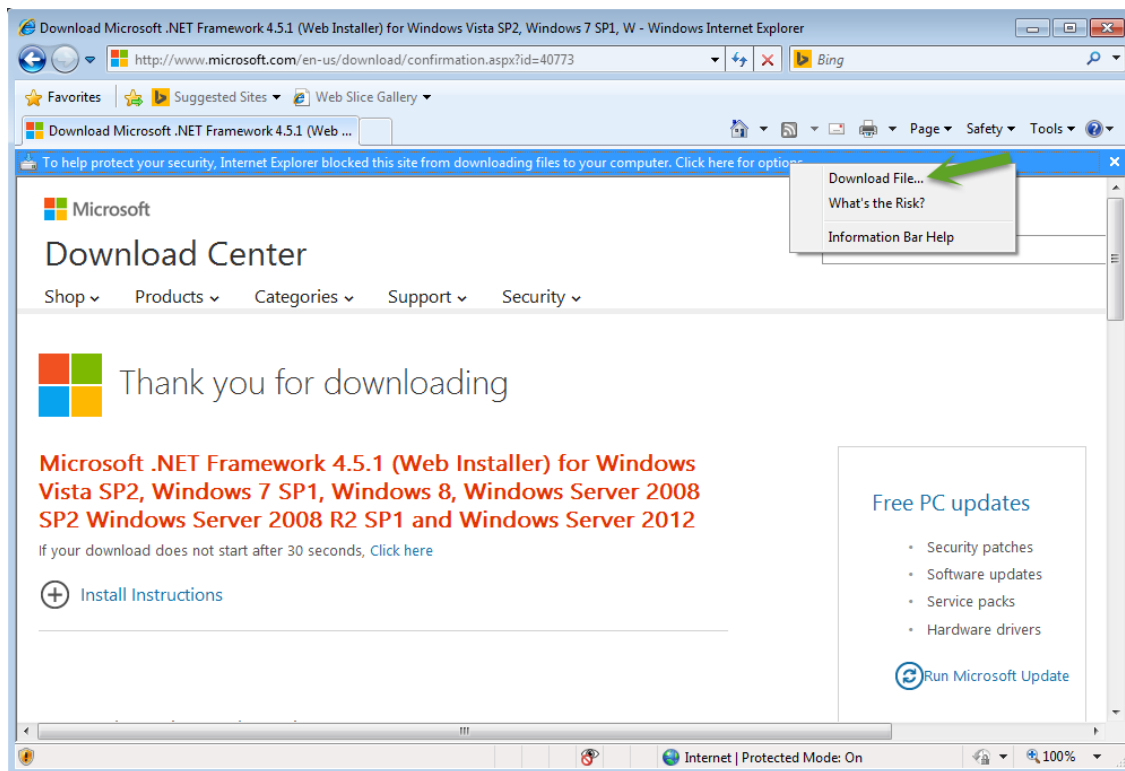 Download Microsoft .NET Framework 4.5.1 (Web Installer) for Windows Vista SP2, Windows 7 SP1, W - Windows Internet Explorer
http://www.microsoft.com/en-us/download/confirmation.aspx?id=40773
Bing
Favorites Suggested Sites Web Slice Gallery
Download Microsoft .NET Framework 4.5.1 (Web ...
Page Safety Tools
To help protect your security, Internet Explorer blocked this site from downloading files to your computer. Click here for options
Download File...
What's the Risk?
Information Bar Help
Microsoft
Download Center
Shop Products Categories Support Security
Thank you for downloading
Microsoft .NET Framework 4.5.1 (Web Installer) for Windows
Vista SP2, Windows 7 SP1, Windows 8, Windows Server 2008
SP2 Windows Server 2008 R2 SP1 and Windows Server 2012
If your download does not start after 30 seconds, Click here
Install Instructions
Free PC updates
• Security patches
• Software updates
• Service packs
• Hardware drivers
Run Microsoft Update
Internet | Protected Mode: On
100%